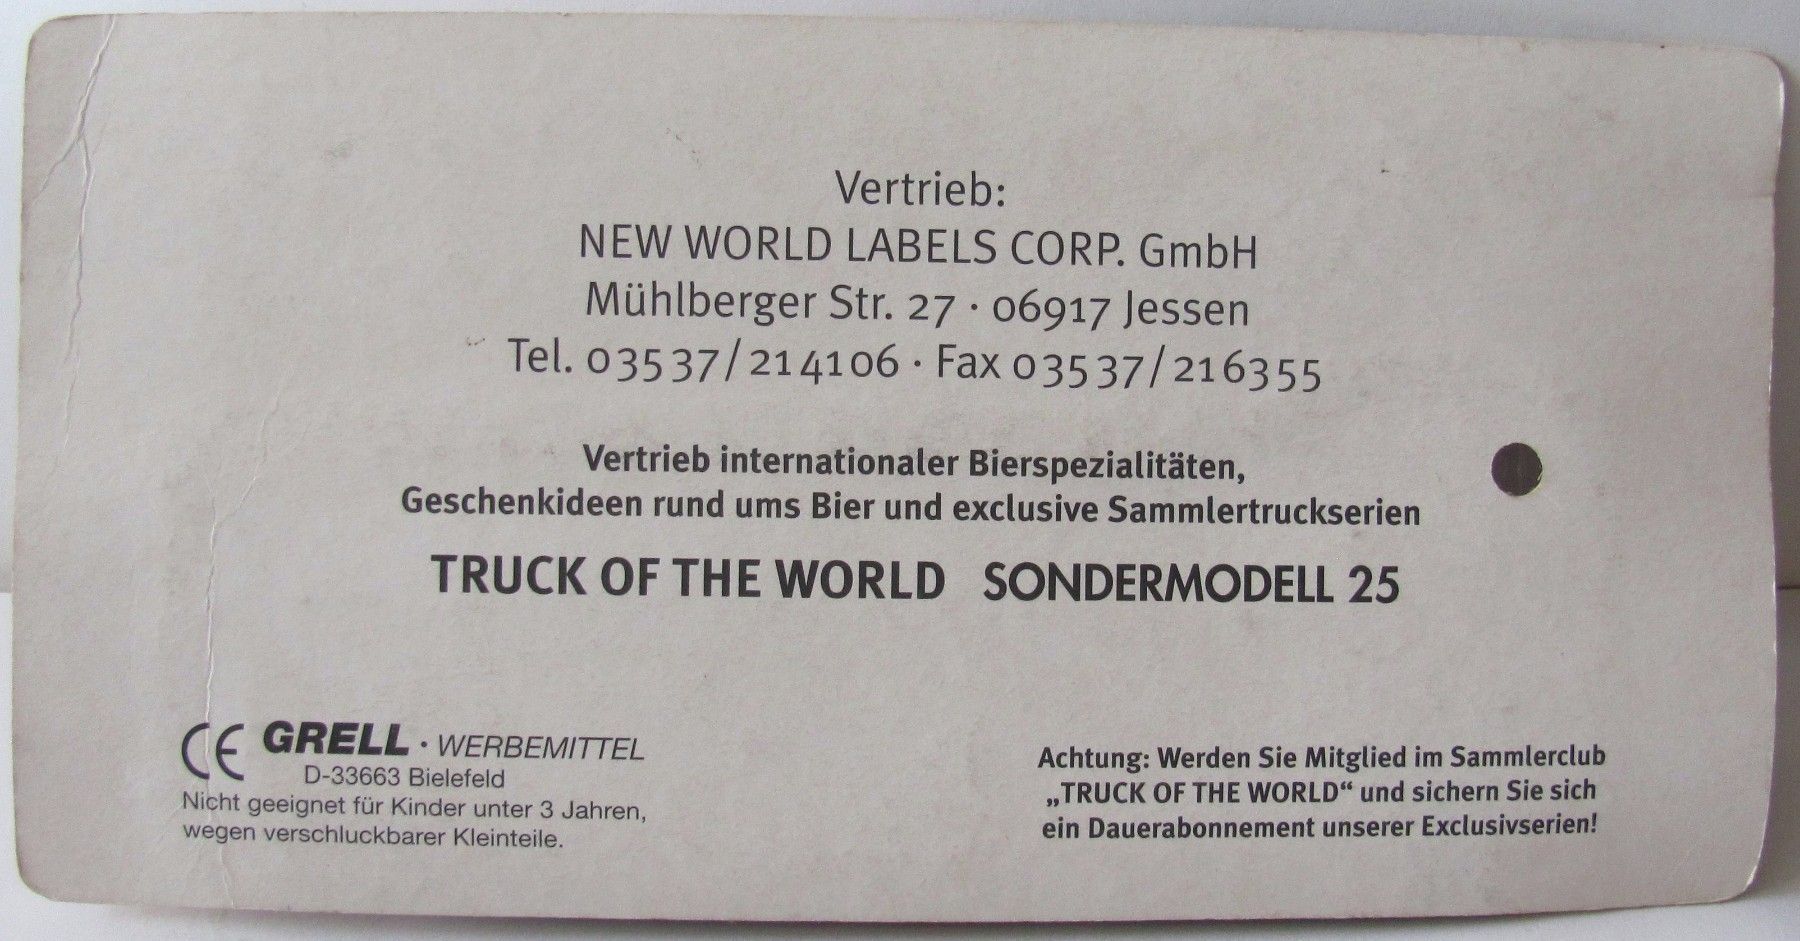 Vertrieb:
NEW WORLD LABELS CORP. GmbH
Mühlberger Str. 27 · 06917 Jessen
Tel. 03537/214106 · Fax 03537/216355
Vertrieb internationaler Bierspezialitäten,
Geschenkideen rund ums Bier und exclusive Sammlertruckserien
TRUCK OF THE WORLD SONDERMODELL 25
CE GRELL · WERBEMITTEL
D-33663 Bielefeld
Nicht geeignet für Kinder unter 3 Jahren,
wegen verschluckbarer Kleinteile.
Achtung: Werden Sie Mitglied im Sammlerclub
„TRUCK OF THE WORLD“ und sichern Sie sich
ein Dauerabonnement unserer Exclusivserien!